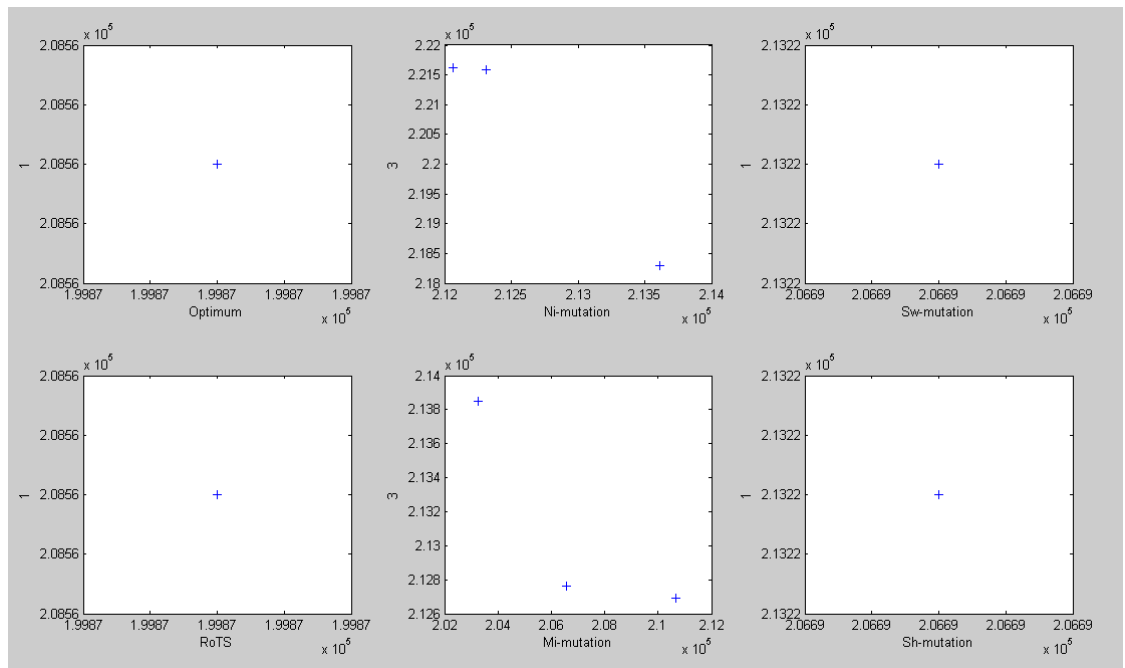 x 10^5
2.0856
2.0856
2.0856
2.0856
2.0856
1
1.9987 1.9987 1.9987 1.9987 1.9987
Optimum
x 10^5
x 10^5
2.22
2.215
2.21
2.205
2.2
2.195
2.19
2.185
2.18
3
2.12 2.125 2.13 2.135 2.14
Ni-mutation
x 10^5
x 10^5
2.1322
2.1322
2.1322
2.1322
2.1322
1
2.0669 2.0669 2.0669 2.0669 2.0669
Sw-mutation
x 10^5
x 10^5
2.0856
2.0856
2.0856
2.0856
2.0856
1
1.9987 1.9987 1.9987 1.9987 1.9987
RoTS
x 10^5
x 10^5
2.14
2.138
2.136
2.134
2.132
2.13
2.128
2.126
3
2.02 2.04 2.06 2.08 2.1 2.12
Mi-mutation
x 10^5
x 10^5
2.1322
2.1322
2.1322
2.1322
2.1322
1
2.0669 2.0669 2.0669 2.0669 2.0669
Sh-mutation
x 10^5